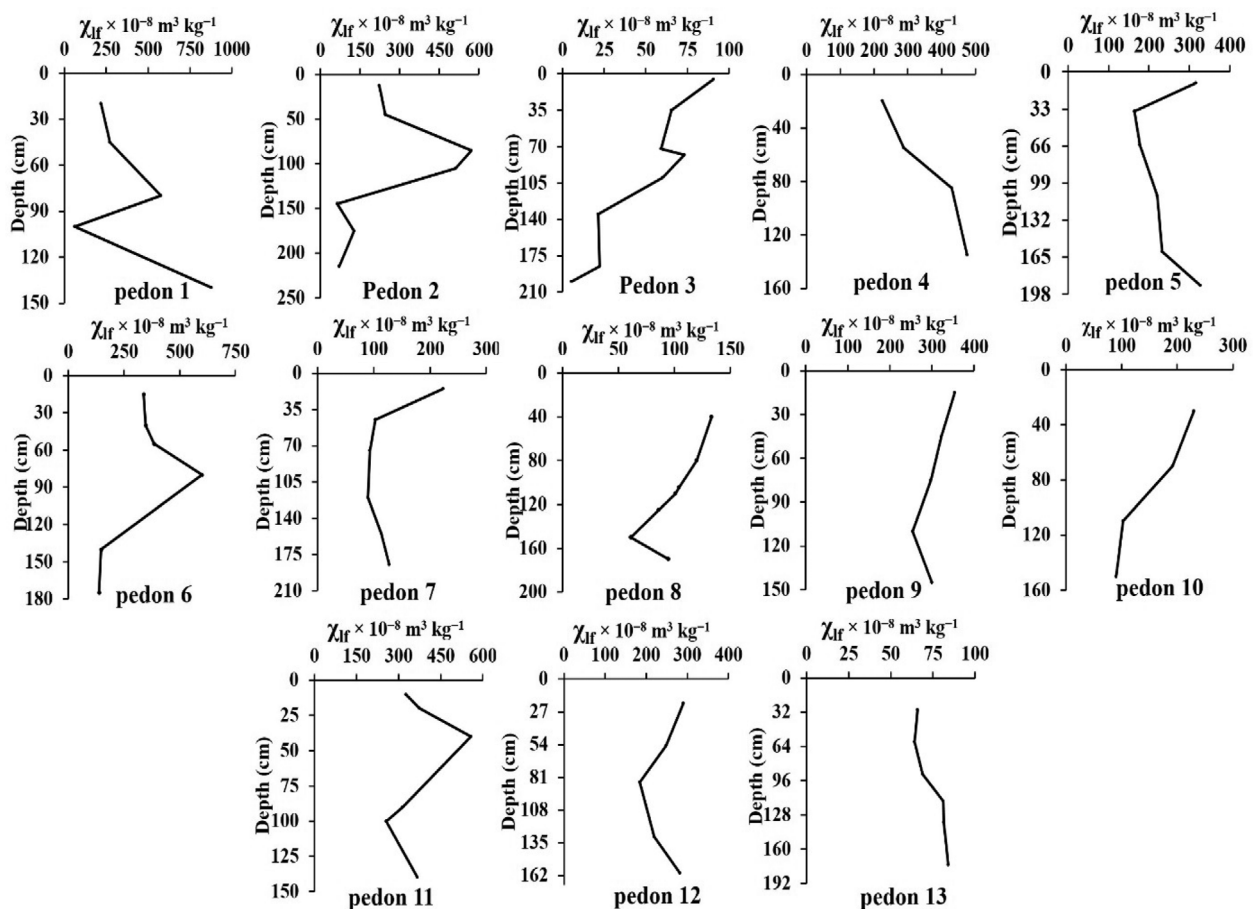 χlf × 10⁻⁸ m³ kg⁻¹
0 250 500 750 1000
0
30
60
90
120
150
Depth (cm)
pedon 1
χlf × 10⁻⁸ m³ kg⁻¹
0 150 300 450 600
0
50
100
150
200
250
Depth (cm)
Pedon 2
χlf × 10⁻⁸ m³ kg⁻¹
0 25 50 75 100
0
35
70
105
140
175
210
Depth (cm)
Pedon 3
χlf × 10⁻⁸ m³ kg⁻¹
0 100 200 300 400 500
0
40
80
120
160
Depth (cm)
pedon 4
χlf × 10⁻⁸ m³ kg⁻¹
0 100 200 300 400
0
33
66
99
132
165
198
Depth (cm)
pedon 5
χlf × 10⁻⁸ m³ kg⁻¹
0 250 500 750
0
30
60
90
120
150
180
Depth (cm)
pedon 6
χlf × 10⁻⁸ m³ kg⁻¹
0 100 200 300
0
35
70
105
140
175
210
Depth (cm)
pedon 7
χlf × 10⁻⁸ m³ kg⁻¹
0 50 100 150
0
40
80
120
160
200
Depth (cm)
pedon 8
χlf × 10⁻⁸ m³ kg⁻¹
0 100 200 300 400
0
30
60
90
120
150
Depth (cm)
pedon 9
χlf × 10⁻⁸ m³ kg⁻¹
0 100 200 300
0
40
80
120
160
Depth (cm)
pedon 10
χlf × 10⁻⁸ m³ kg⁻¹
0 150 300 450 600
0
25
50
75
100
125
150
Depth (cm)
pedon 11
χlf × 10⁻⁸ m³ kg⁻¹
0 100 200 300 400
0
27
54
81
108
135
162
Depth (cm)
pedon 12
χlf × 10⁻⁸ m³ kg⁻¹
0 25 50 75 100
0
32
64
96
128
160
192
Depth (cm)
pedon 13